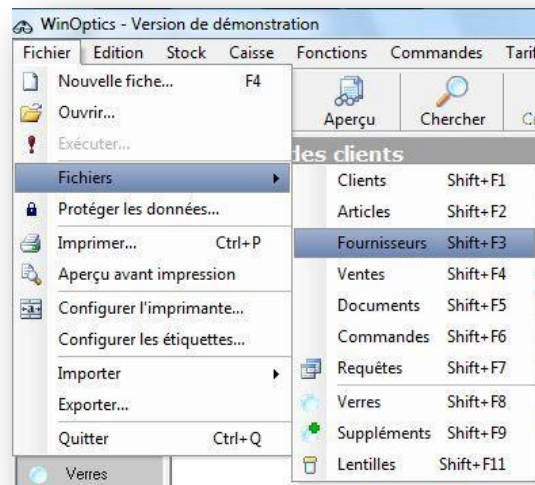 WinOptics - Version de démonstration
Fichier Edition Stock Caisse Fonctions Commandes Tarif
Nouvelle fiche... F4
Ouvrir...
Exécuter...
Fichiers
Protéger les données...
Imprimer... Ctrl+P
Aperçu avant impression
Configurer l'imprimante...
Configurer les étiquettes...
Importer
Exporter...
Quitter Ctrl+Q
Verres
Aperçu Chercher
des clients
Clients Shift+F1
Articles Shift+F2
Fournisseurs Shift+F3
Ventes Shift+F4
Documents Shift+F5
Commandes Shift+F6
Requêtes Shift+F7
Verres Shift+F8
Suppléments Shift+F9
Lentilles Shift+F11